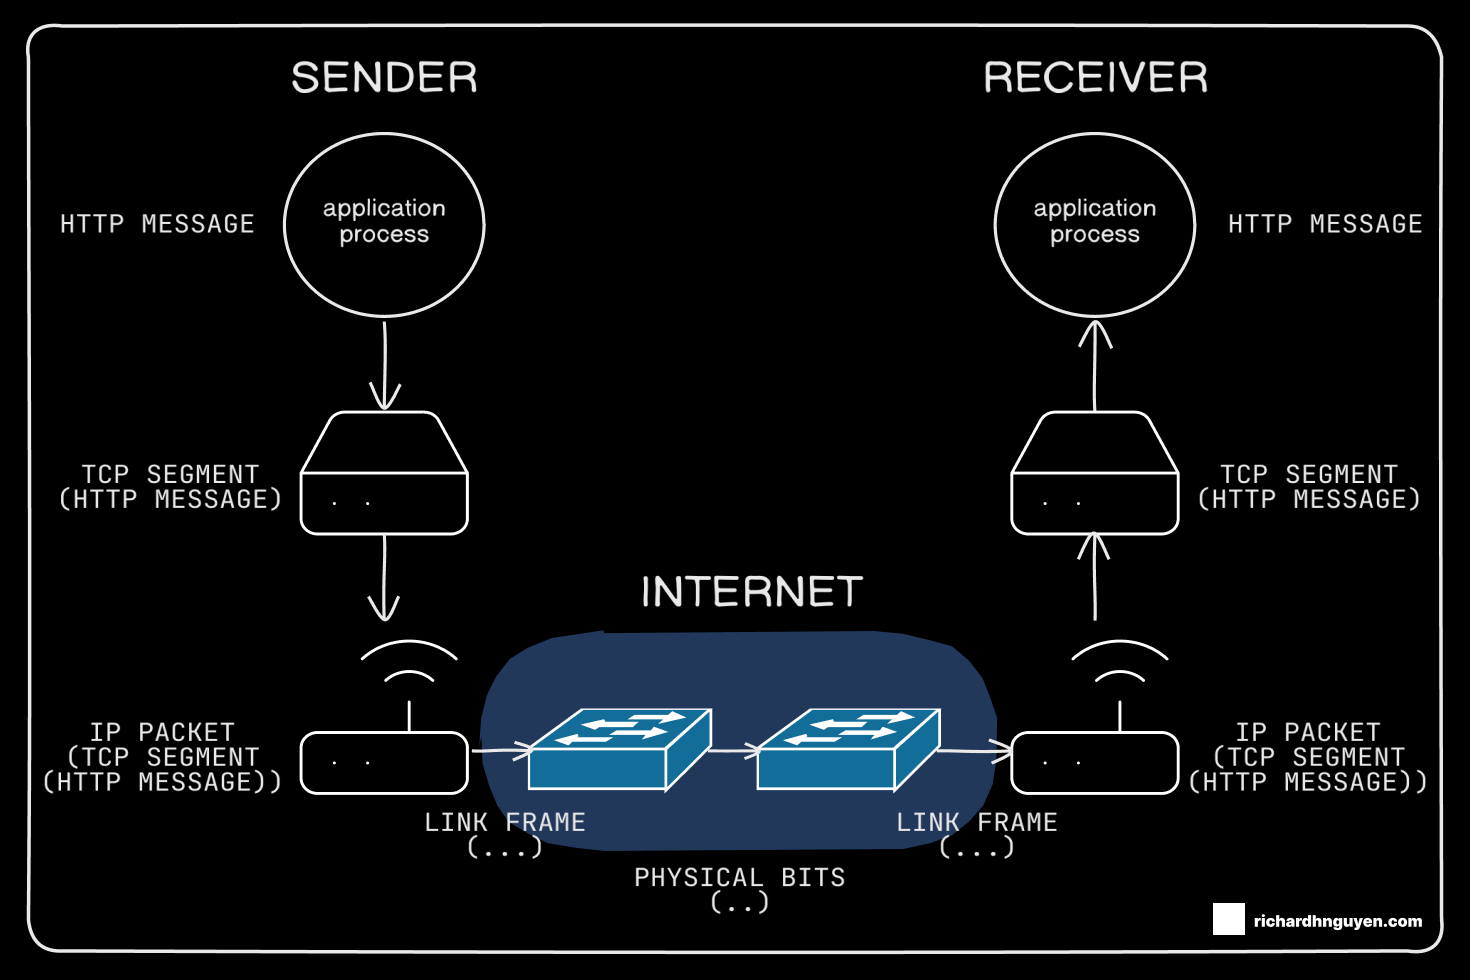 SENDER
RECEIVER
HTTP MESSAGE
application
process
application
process
HTTP MESSAGE
TCP SEGMENT
(HTTP MESSAGE)
TCP SEGMENT
(HTTP MESSAGE)
INTERNET
IP PACKET
(TCP SEGMENT
(HTTP MESSAGE))
IP PACKET
(TCP SEGMENT
(HTTP MESSAGE))
LINK FRAME
(...)
LINK FRAME
(...)
PHYSICAL BITS
(..)
richardhnguyen.com